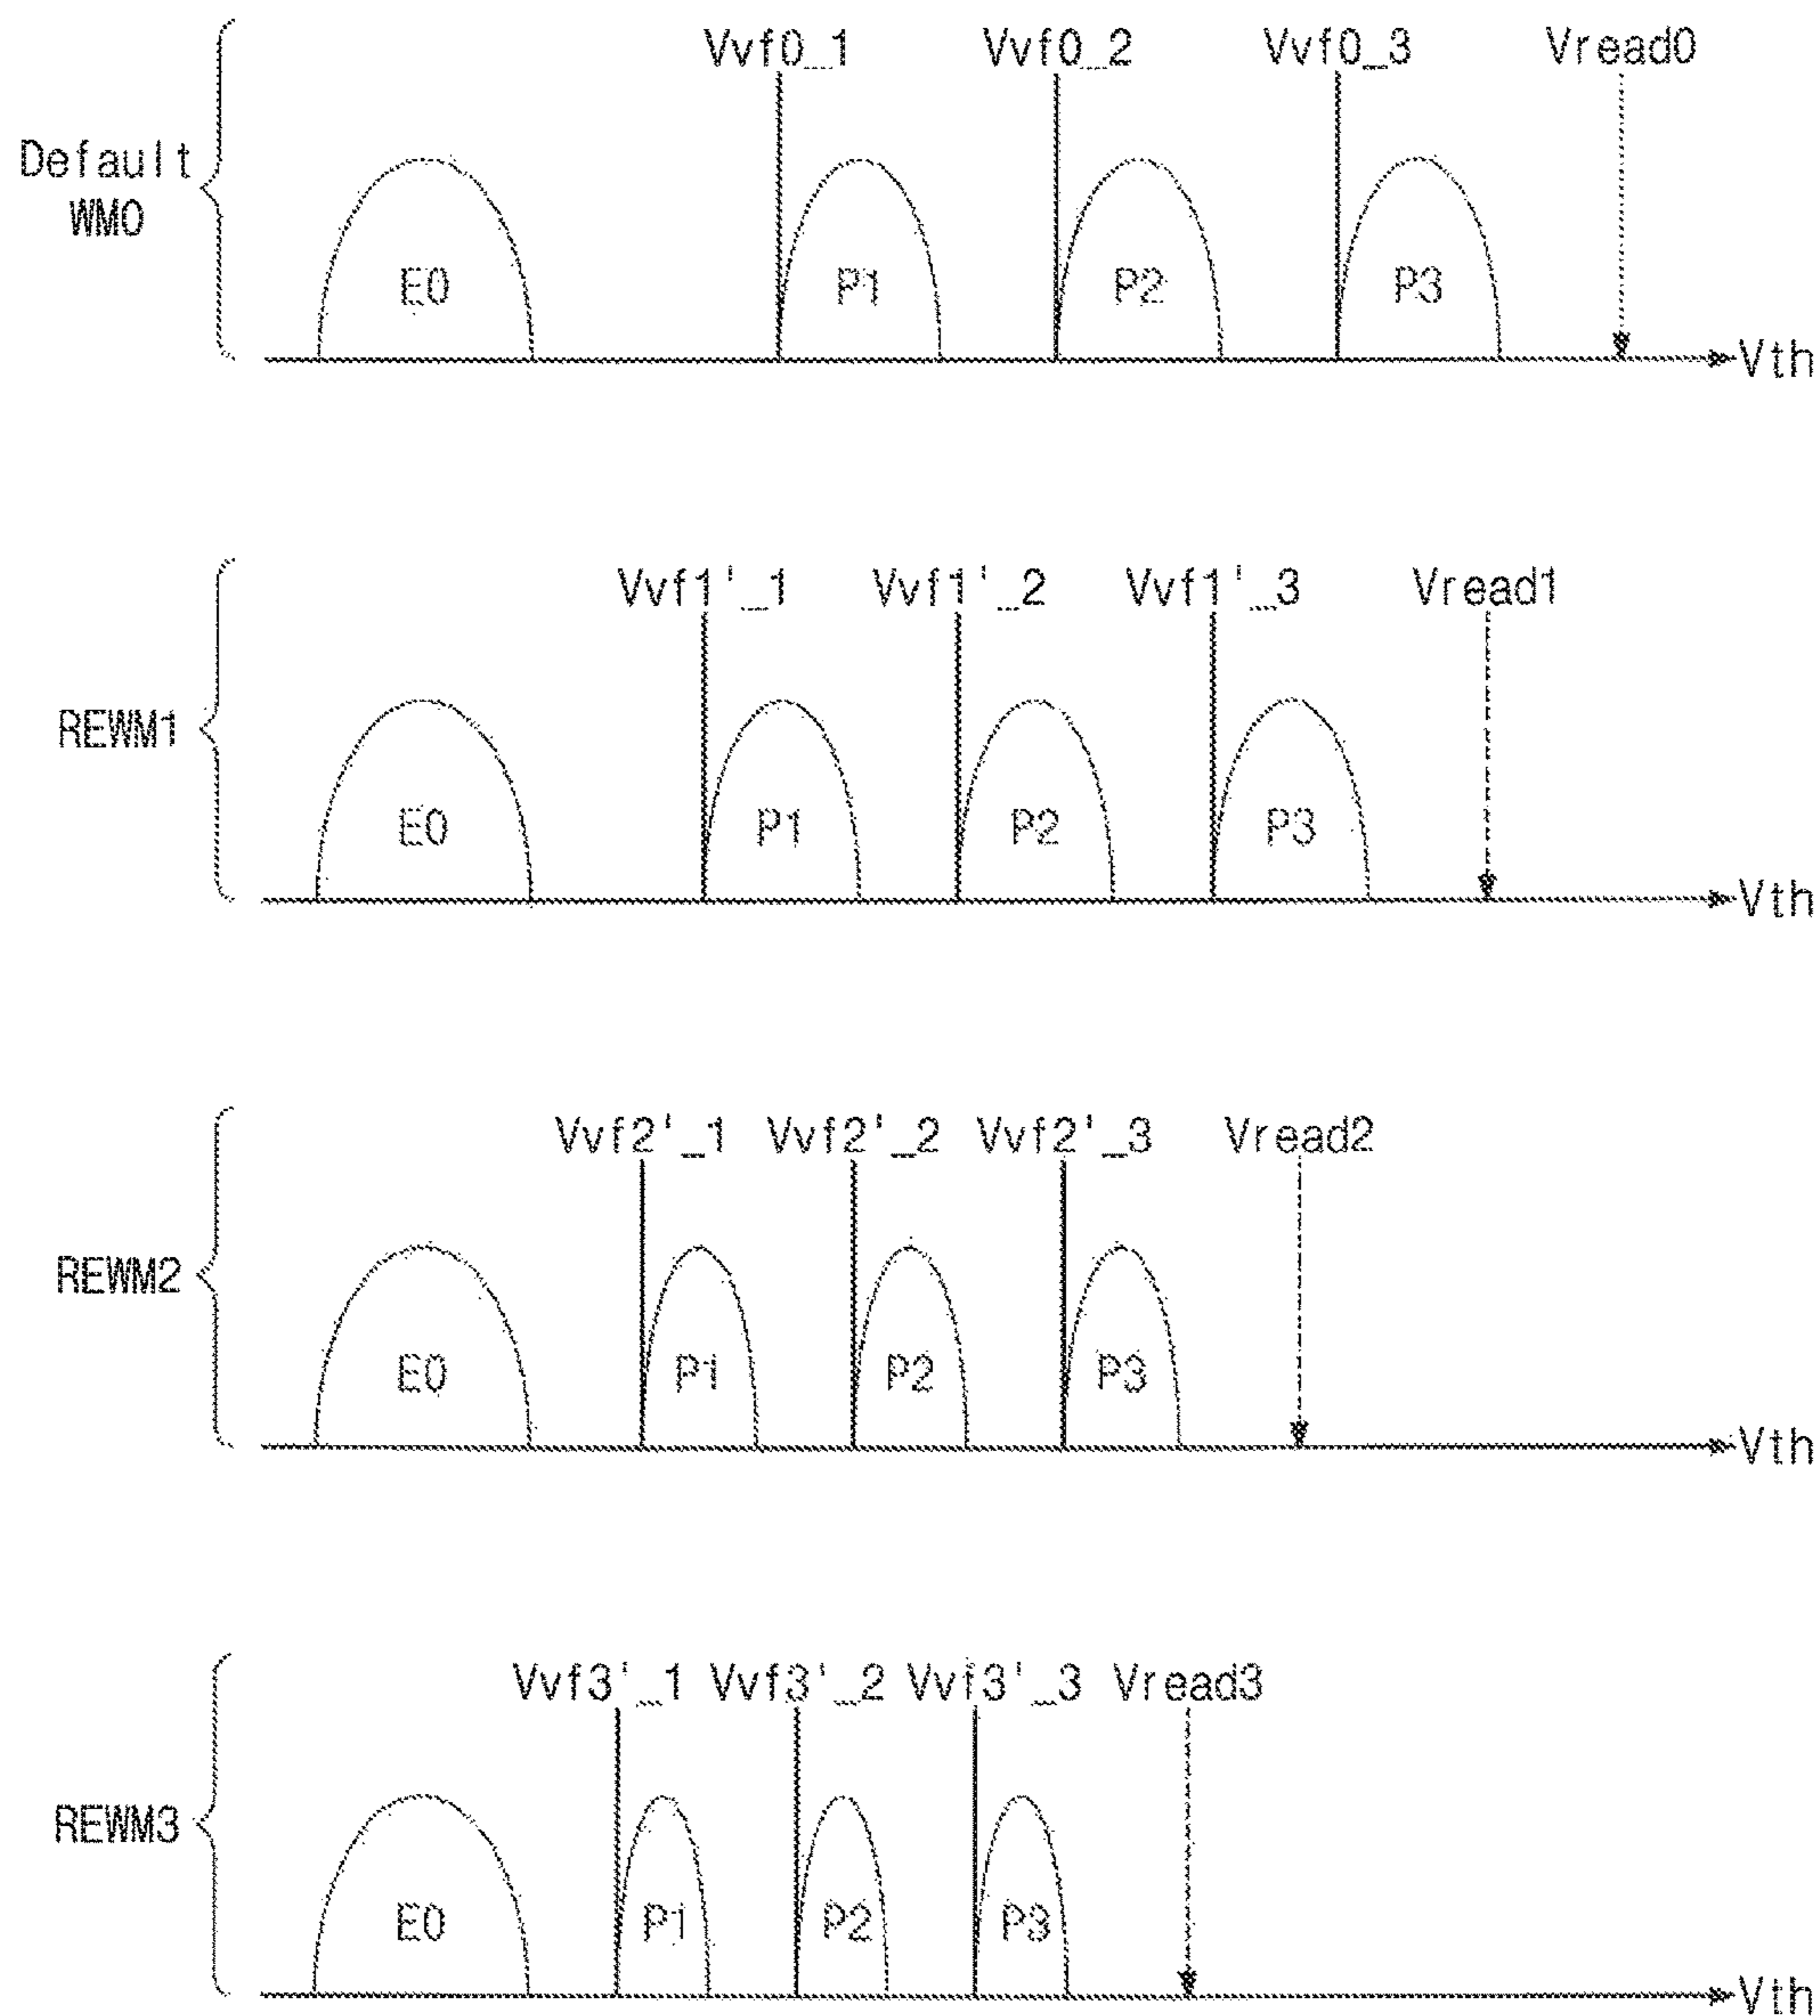 Vvf0_1 Vvf0_2 Vvf0_3 Vread0
Default
WM0
E0 P1 P2 P3
Vth
Vvf1'_1 Vvf1'_2 Vvf1'_3 Vread1
REWM1
E0 P1 P2 P3
Vth
Vvf2'_1 Vvf2'_2 Vvf2'_3 Vread2
REWM2
E0 P1 P2 P3
Vth
Vvf3'_1 Vvf3'_2 Vvf3'_3 Vread3
REWM3
E0 P1 P2 P3
Vth